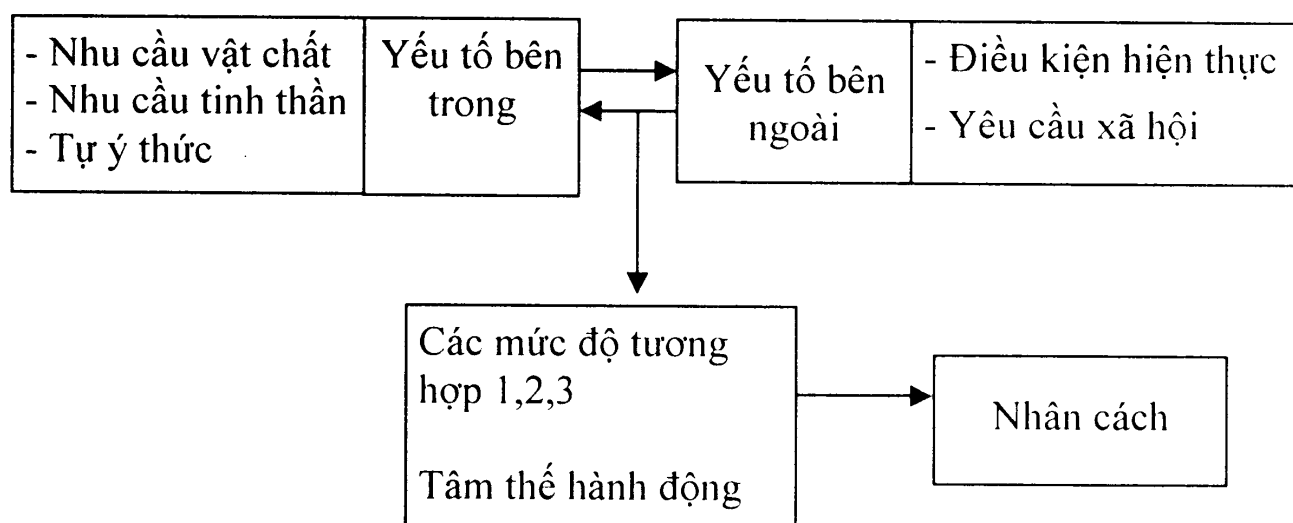 - Nhu cầu vật chất
- Nhu cầu tinh thần
- Tự ý thức
Yếu tố bên
trong
Yếu tố bên
ngoài
- Điều kiện hiện thực
- Yêu cầu xã hội
Các mức độ tương
hợp 1,2,3
Tâm thế hành động
Nhân cách